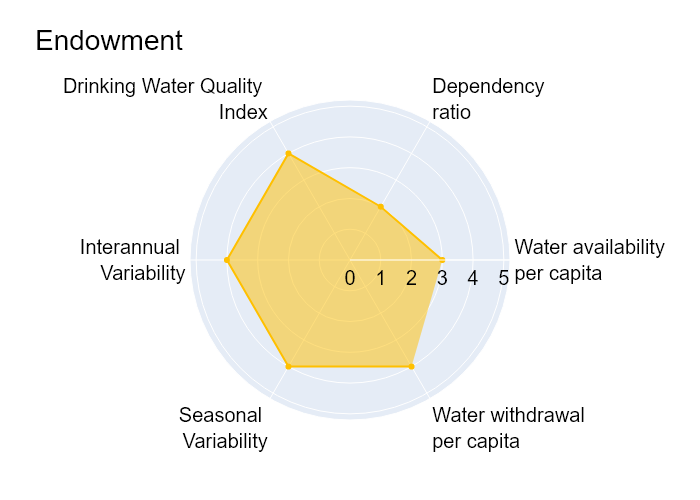 Endowment
Drinking Water Quality
Index
Dependency
ratio
Interannual
Variability
Water availability
per capita
0 1 2 3 4 5
Seasonal
Variability
Water withdrawal
per capita